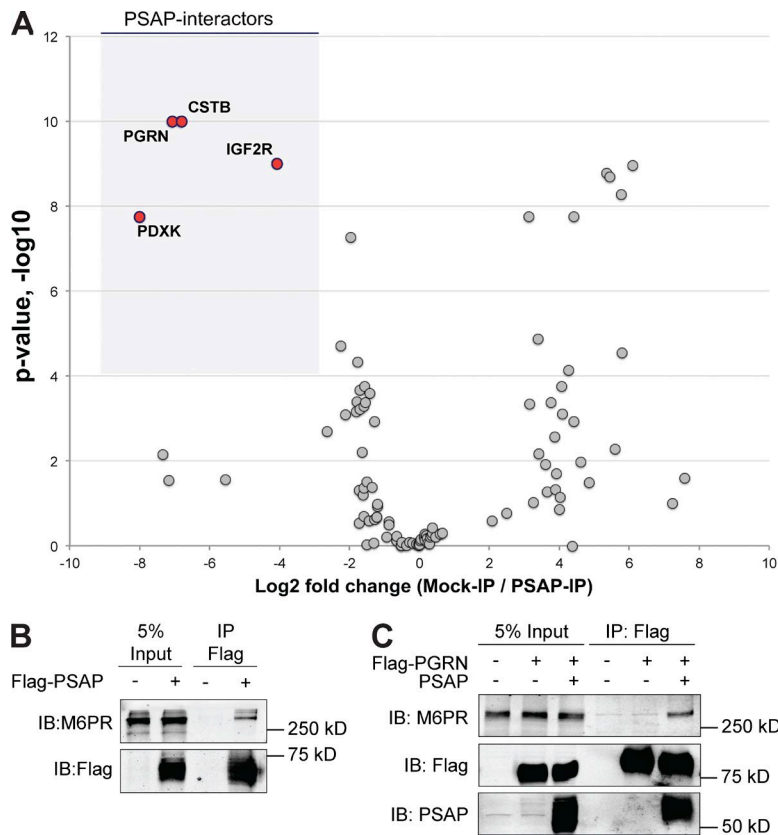 A
PSAP-interactors
12
10
8
6
4
2
0
p-value, -log10
CSTB
PGRN
IGF2R
PDXK
-10 -8 -6 -4 -2 0 2 4 6 8 10
Log2 fold change (Mock-IP / PSAP-IP)
B
5% Input IP Flag
Flag-PSAP - + - +
IB:M6PR
250 kD
75 kD
IB:Flag
C
5% Input IP: Flag
Flag-PGRN - + + - + +
PSAP - - + - - +
IB: M6PR
250 kD
IB: Flag
75 kD
IB: PSAP
50 kD